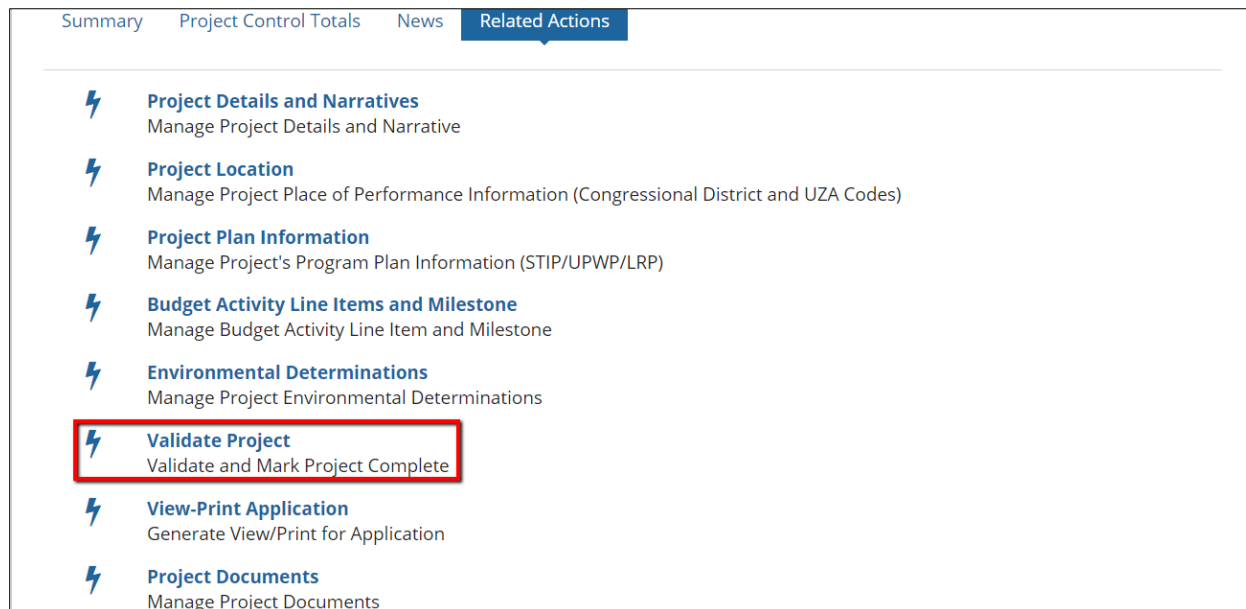 Summary Project Control Totals News Related Actions
Project Details and Narratives
Manage Project Details and Narrative
Project Location
Manage Project Place of Performance Information (Congressional District and UZA Codes)
Project Plan Information
Manage Project's Program Plan Information (STIP/UPWP/LRP)
Budget Activity Line Items and Milestone
Manage Budget Activity Line Item and Milestone
Environmental Determinations
Manage Project Environmental Determinations
Validate Project
Validate and Mark Project Complete
View-Print Application
Generate View/Print for Application
Project Documents
Manage Project Documents